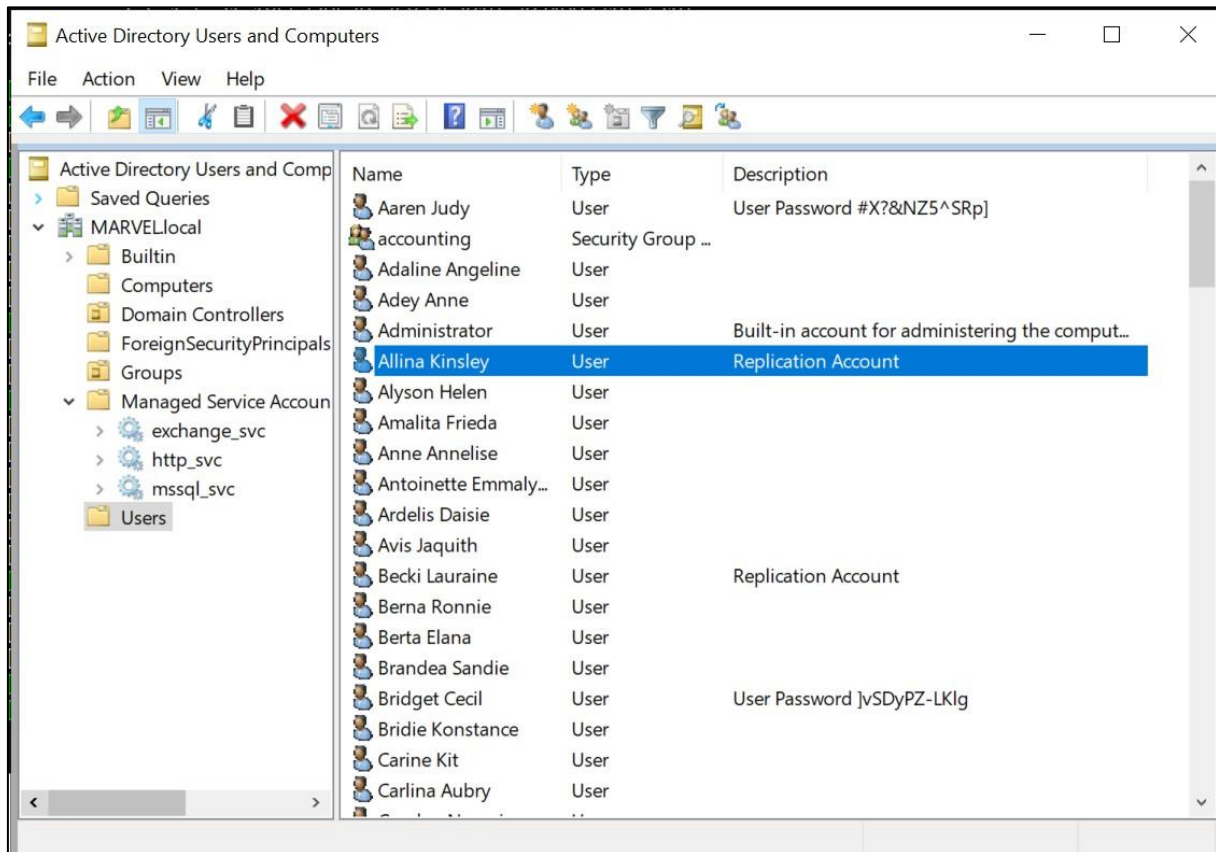 Active Directory Users and Computers
File Action View Help
Active Directory Users and Comp
Saved Queries
MARVEL.local
Builtin
Computers
Domain Controllers
ForeignSecurityPrincipals
Groups
Managed Service Accoun
exchange_svc
http_svc
mssql_svc
Users
Name Type Description
Aaren Judy User User Password #X?&NZ5^SRp]
accounting Security Group ...
Adaline Angeline User
Adey Anne User
Administrator User Built-in account for administering the comput...
Allina Kinsley User Replication Account
Alyson Helen User
Amalita Frieda User
Anne Annelise User
Antoinette Emmaly... User
Ardelis Daisie User
Avis Jaquith User
Becki Lauraine User Replication Account
Berna Ronnie User
Berta Elana User
Brandea Sandie User
Bridget Cecil User User Password ]vSDyPZ-LKlg
Bridie Konstance User
Carine Kit User
Carlina Aubry User